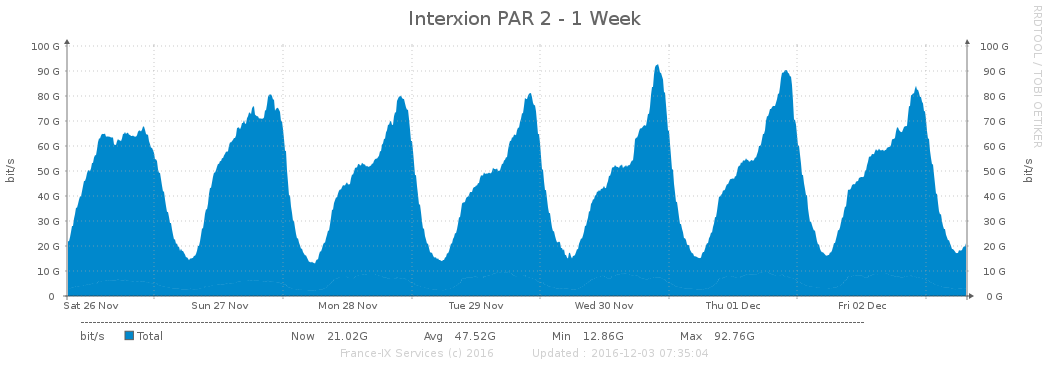 Interxion PAR 2 - 1 Week
RRDTOOL / TOBI OETIKER
bit/s
100 G
90 G
80 G
70 G
60 G
50 G
40 G
30 G
20 G
10 G
0
100 G
90 G
80 G
70 G
60 G
50 G
40 G
30 G
20 G
10 G
0 G
bit/s
Sat 26 Nov Sun 27 Nov Mon 28 Nov Tue 29 Nov Wed 30 Nov Thu 01 Dec Fri 02 Dec
bit/s Total Now 21.02G Avg 47.52G Min 12.86G Max 92.76G
France-IX Services (c) 2016 Updated : 2016-12-03 07:35:04